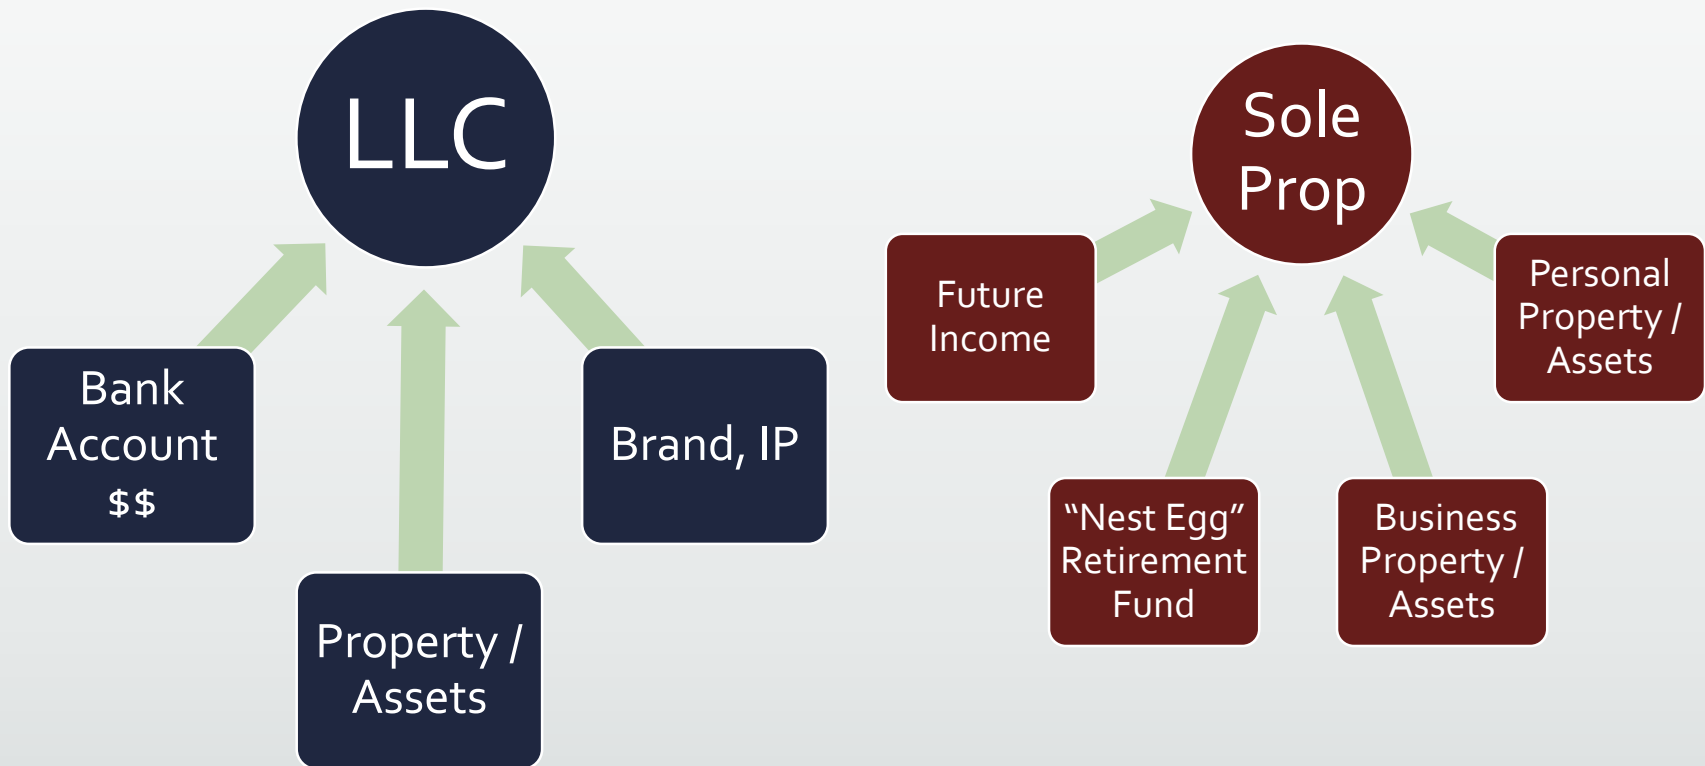 LLC
Bank
Account
$$
Property /
Assets
Brand, IP
Sole
Prop
Future
Income
“Nest Egg”
Retirement
Fund
Business
Property /
Assets
Personal
Property /
Assets